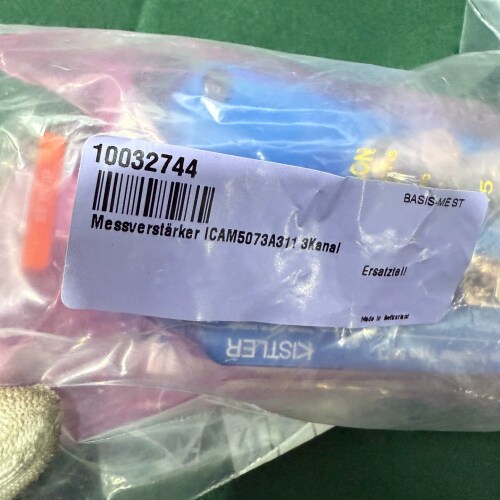 10032744
BASIS-MEST
Messverstärker ICAM5073A311 3Kanal
Ersatzteil
Made in Switzerland
KISTLER